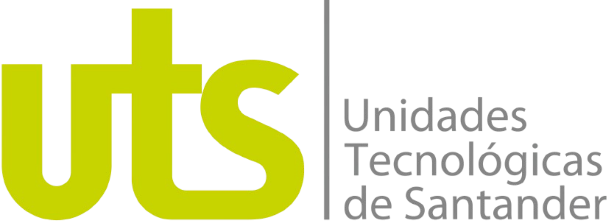 uts
Unidades
Tecnológicas
de Santander